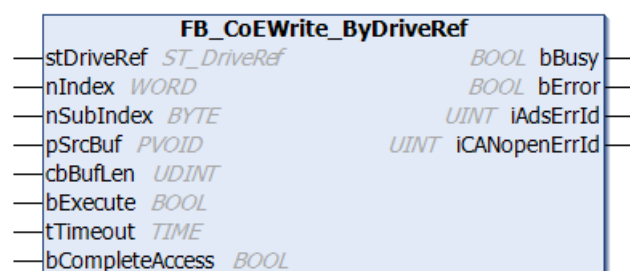 FB_CoEWrite_ByDriveRef
stDriveRef ST_DriveRef BOOL bBusy
nIndex WORD BOOL bError
nSubIndex BYTE UINT iAdsErrId
pSrcBuf PVOID UINT iCANopenErrId
cbBufLen UDINT
bExecute BOOL
tTimeout TIME
bCompleteAccess BOOL